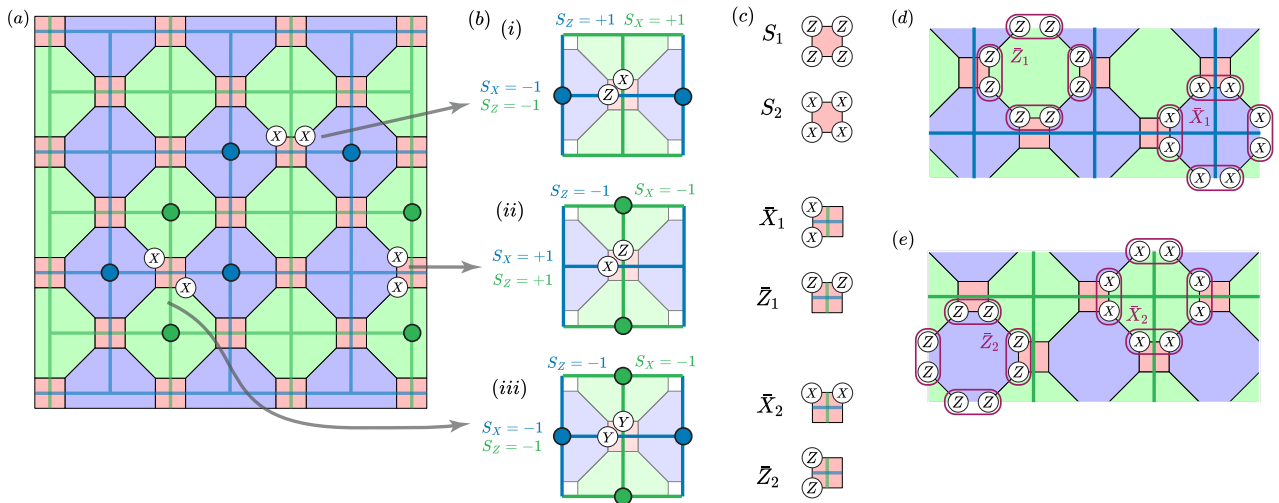 (a)
X X
X
X
X
X
(b) (i)
S_Z = +1 S_X = +1
S_X = −1
S_Z = −1
X
Z
(ii)
S_Z = −1 S_X = −1
S_X = +1
S_Z = +1
Z
X
(iii)
S_Z = −1 S_X = −1
S_X = −1
S_Z = −1
Y
Y
(c)
S_1
Z Z
Z Z
S_2
X X
X X
X̄_1
X
X
Z̄_1
Z Z
X̄_2
X X
Z̄_2
Z
Z
(d)
Z Z
Z Z̄_1 Z
Z Z
Z Z
X X
X X̄_1 X
X X
X X
(e)
X X
X X
X X̄_2 X
X X
Z Z
Z Z̄_2 Z
Z Z
Z Z